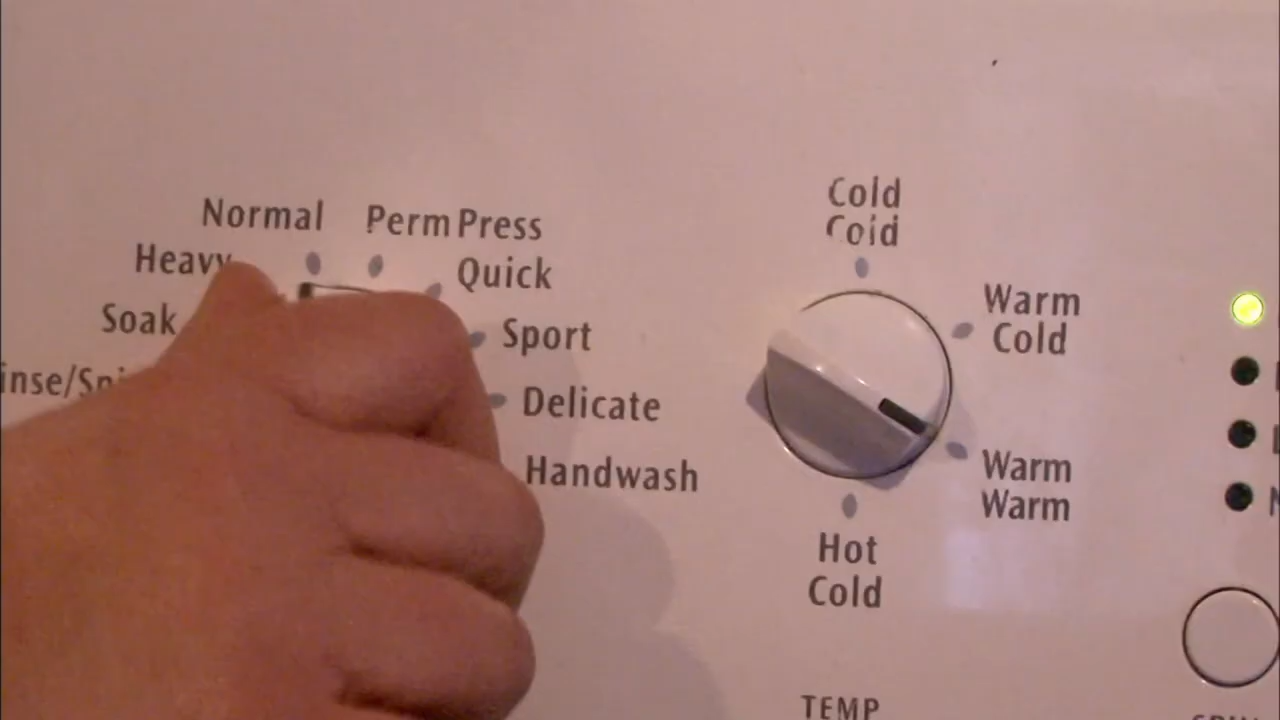 Normal
Perm Press
Heavy
Quick
Soak
Sport
Delicate
Handwash
Cold
Cold
Warm
Cold
Warm
Warm
Hot
Cold
TEMP